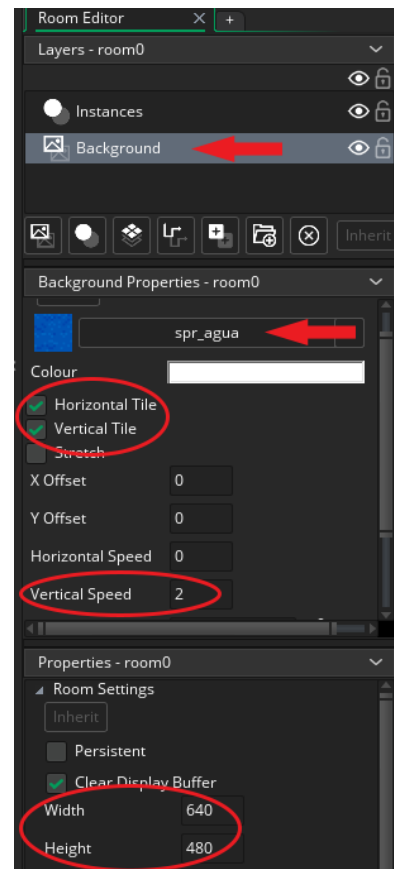 Room Editor
Layers - room0
Instances
Background
Inherit
Background Properties - room0
spr_agua
Colour
Horizontal Tile
Vertical Tile
Stretch
X Offset 0
Y Offset 0
Horizontal Speed 0
Vertical Speed 2
Properties - room0
Room Settings
Inherit
Persistent
Clear Display Buffer
Width 640
Height 480